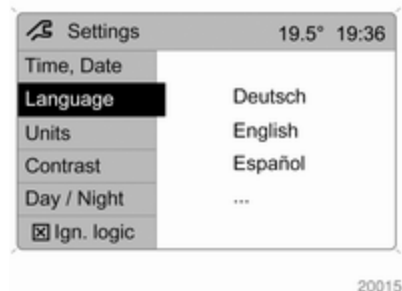 Settings 19.5° 19:36
Time, Date
Language Deutsch
Units English
Contrast Español
Day / Night ...
Ign. logic
20015